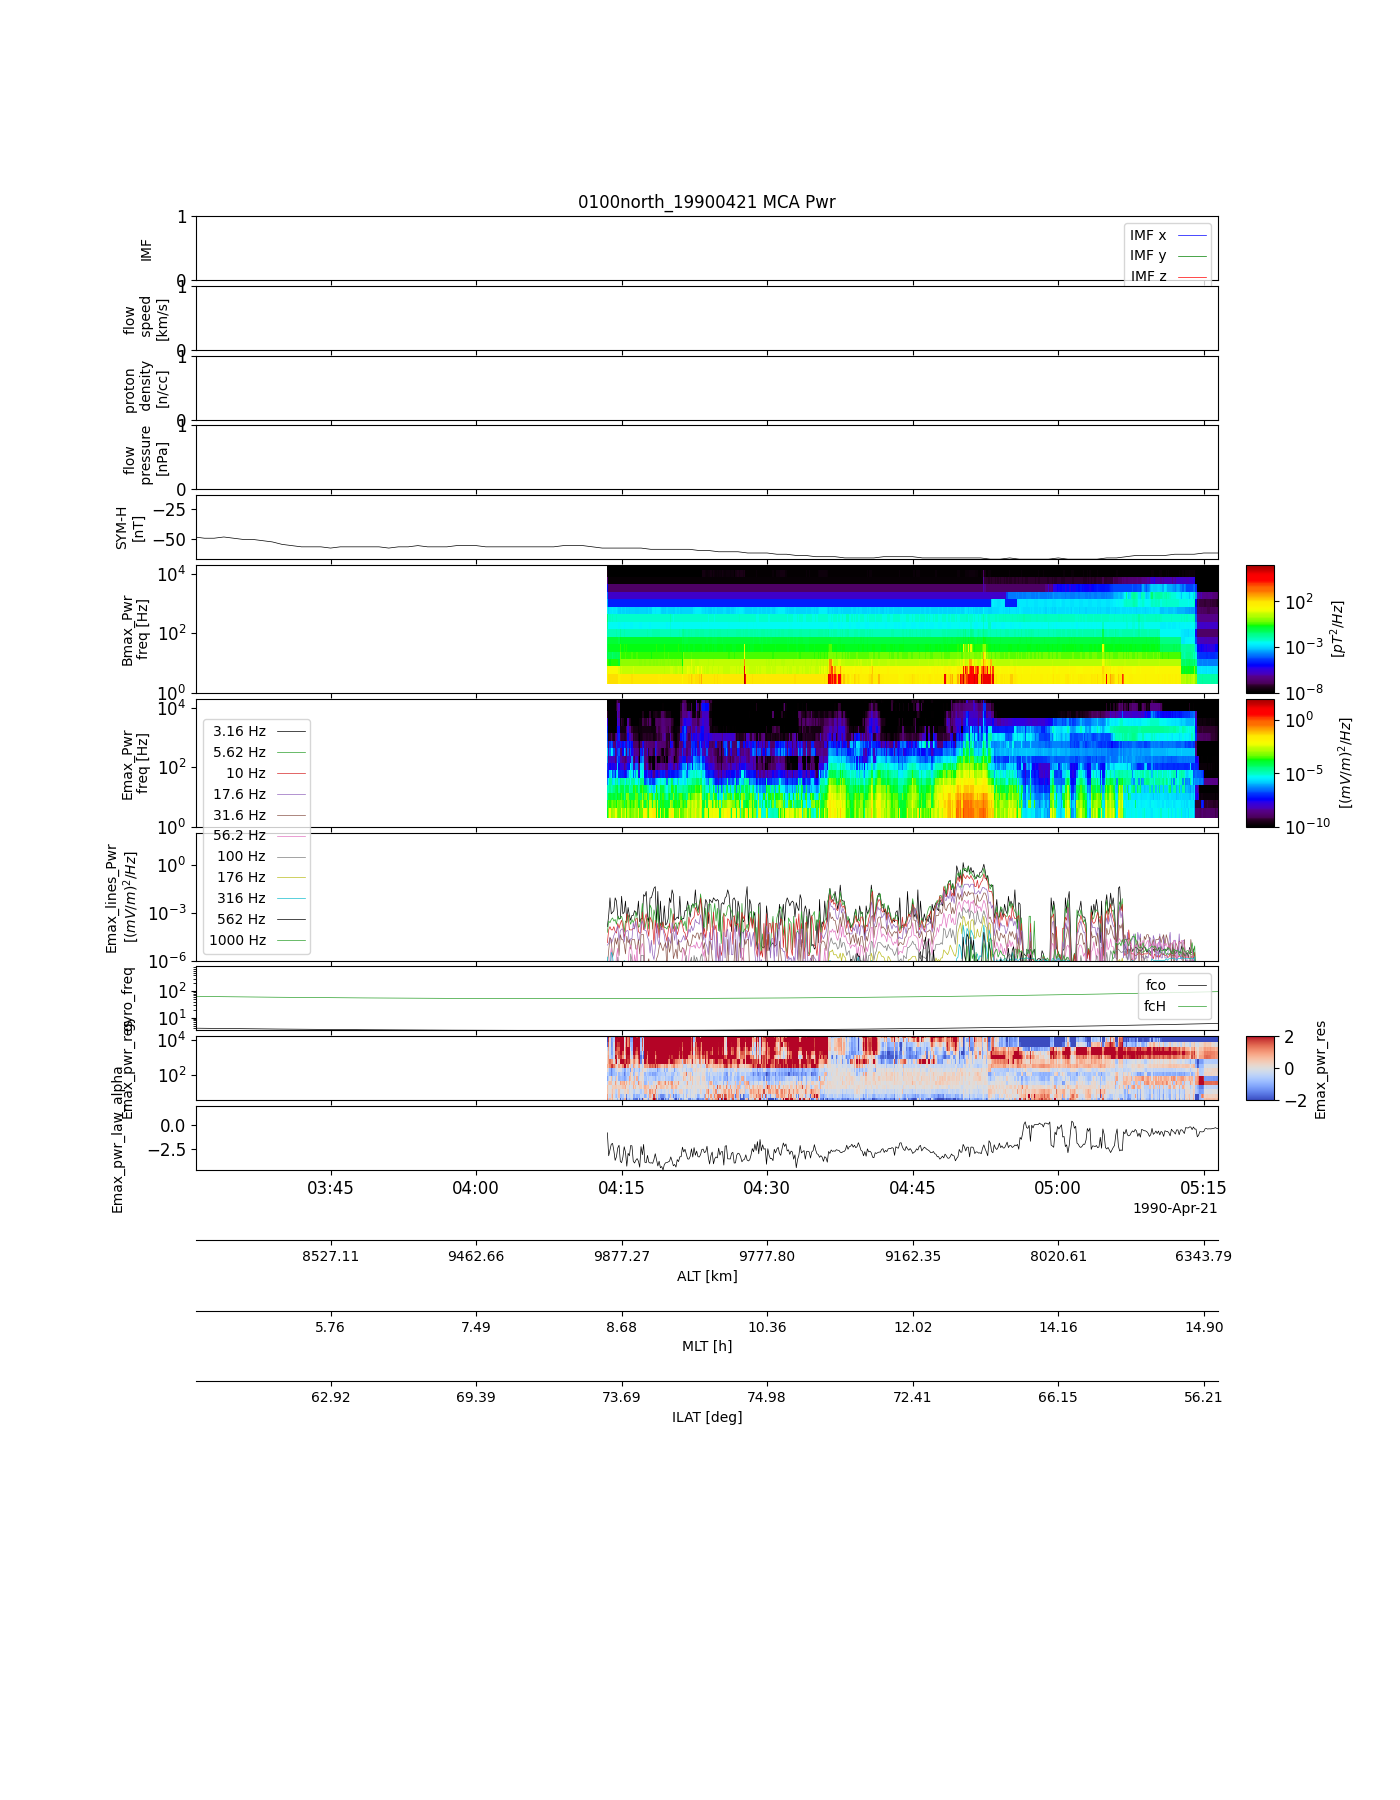 0100north_19900421 MCA Pwr
1
0
IMF
IMF x
IMF y
IMF z
1
0
flow
speed
[km/s]
1
0
proton
density
[n/cc]
1
0
flow
pressure
[nPa]
−25
−50
SYM-H
[nT]
10^4
10^2
10^0
Bmax_Pwr
freq [Hz]
10^2
10^−3
10^−8
[pT^2/Hz]
10^4
10^2
10^0
Emax_Pwr
freq [Hz]
10^0
10^−5
10^−10
[(mV/m)^2/Hz]
3.16 Hz
5.62 Hz
10 Hz
17.6 Hz
31.6 Hz
56.2 Hz
100 Hz
176 Hz
316 Hz
562 Hz
1000 Hz
10^0
10^−3
10^−6
Emax_lines_Pwr
[(mV/m)^2/Hz]
10^2
10^1
gyro_freq
fco
fcH
10^4
10^2
Emax_pwr_res
2
0
−2
Emax_pwr_res
0.0
−2.5
Emax_pwr_law_alpha
03:45 04:00 04:15 04:30 04:45 05:00 05:15
1990-Apr-21
8527.11 9462.66 9877.27 9777.80 9162.35 8020.61 6343.79
ALT [km]
5.76 7.49 8.68 10.36 12.02 14.16 14.90
MLT [h]
62.92 69.39 73.69 74.98 72.41 66.15 56.21
ILAT [deg]